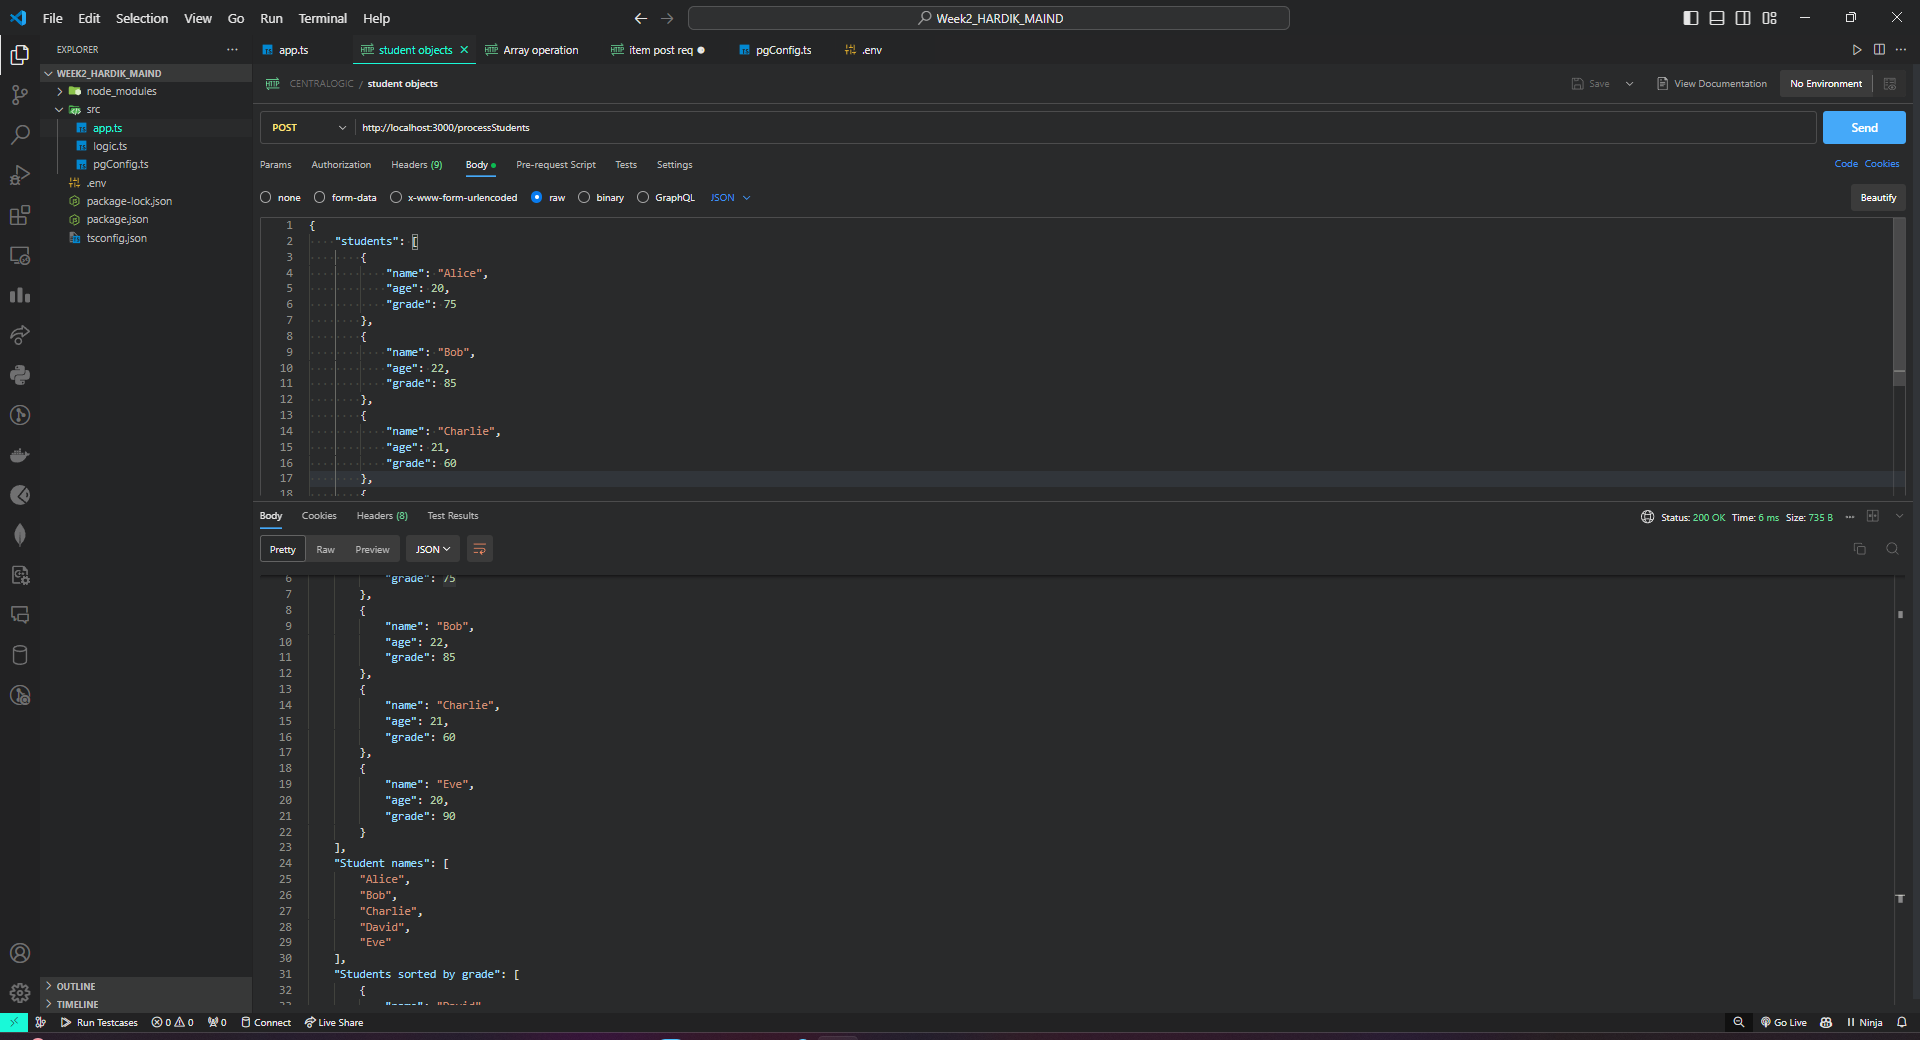 File Edit Selection View Go Run Terminal Help
Week2_HARDIK_MAIND
EXPLORER
WEEK2_HARDIK_MAIND
node_modules
src
app.ts
logic.ts
pgConfig.ts
.env
package-lock.json
package.json
tsconfig.json
OUTLINE
TIMELINE
app.ts student objects Array operation item post req pgConfig.ts .env
CENTRALOGIC / student objects Save View Documentation No Environment
POST http://localhost:3000/processStudents Send
Params Authorization Headers (9) Body Pre-request Script Tests Settings Code Cookies
none form-data x-www-form-urlencoded raw binary GraphQL JSON Beautify
1 {
2 "students": [
3 {
4 "name": "Alice",
5 "age": 20,
6 "grade": 75
7 },
8 {
9 "name": "Bob",
10 "age": 22,
11 "grade": 85
12 },
13 {
14 "name": "Charlie",
15 "age": 21,
16 "grade": 60
17 },
18 {
Body Cookies Headers (8) Test Results Status: 200 OK Time: 6 ms Size: 735 B
Pretty Raw Preview JSON
6 "grade": 75
7 },
8 {
9 "name": "Bob",
10 "age": 22,
11 "grade": 85
12 },
13 {
14 "name": "Charlie",
15 "age": 21,
16 "grade": 60
17 },
18 {
19 "name": "Eve",
20 "age": 20,
21 "grade": 90
22 }
23 ],
24 "Student names": [
25 "Alice",
26 "Bob",
27 "Charlie",
28 "David",
29 "Eve"
30 ],
31 "Students sorted by grade": [
32 {
33 "name": "David"
Run Testcases 0 0 0 Connect Live Share Go Live Ninja